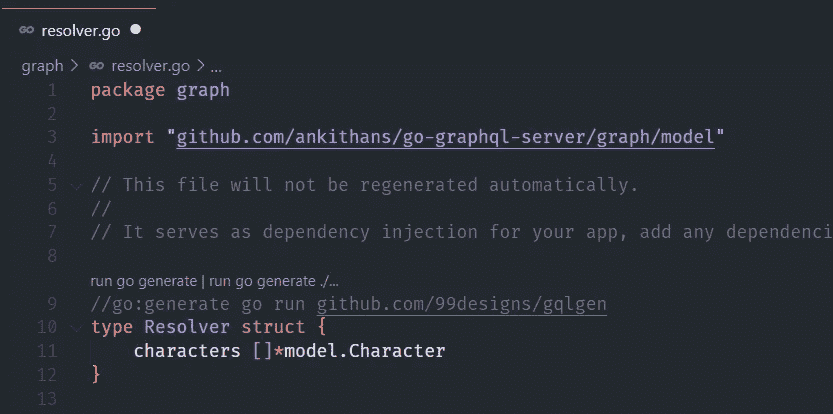 GO resolver.go
graph > GO resolver.go > ...
1 package graph
2
3 import "github.com/ankithans/go-graphql-server/graph/model"
4
5 // This file will not be regenerated automatically.
6 //
7 // It serves as dependency injection for your app, add any dependenci
8
run go generate | run go generate ./...
9 //go:generate go run github.com/99designs/gqlgen
10 type Resolver struct {
11 characters []*model.Character
12 }
13